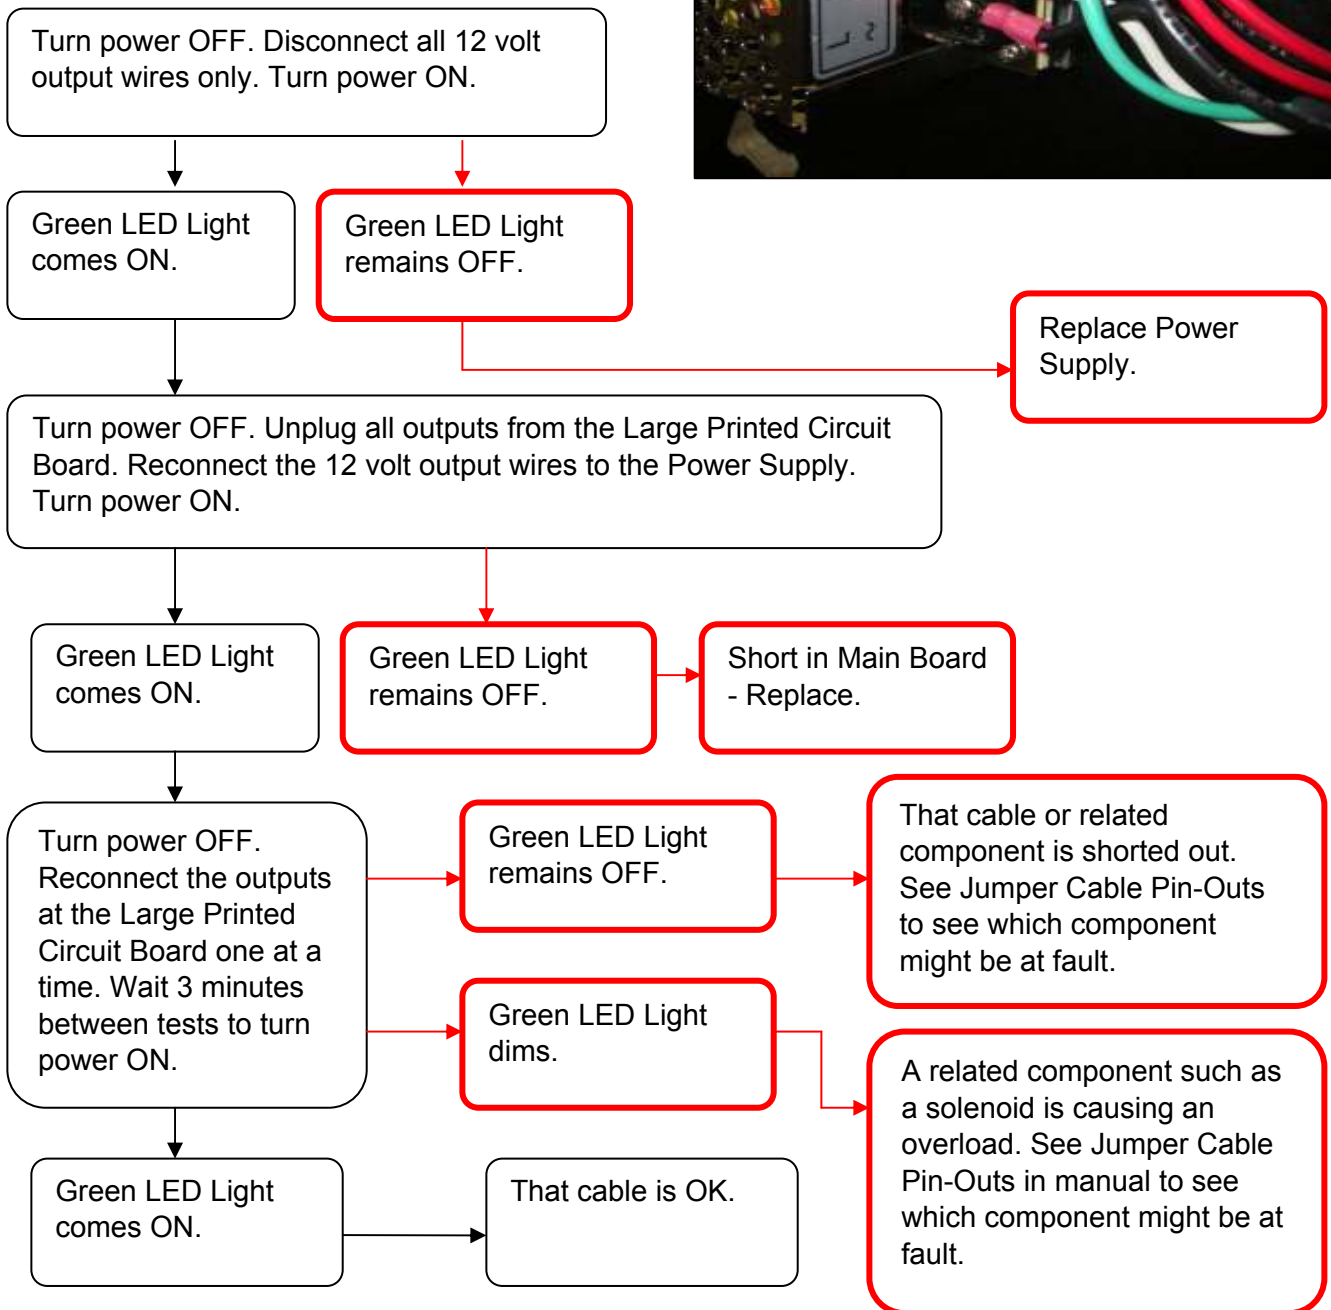 Turn power OFF. Disconnect all 12 volt
output wires only. Turn power ON.
Green LED Light
comes ON.
Green LED Light
remains OFF.
Replace Power
Supply.
Turn power OFF. Unplug all outputs from the Large Printed Circuit
Board. Reconnect the 12 volt output wires to the Power Supply.
Turn power ON.
Green LED Light
comes ON.
Green LED Light
remains OFF.
Short in Main Board
- Replace.
Turn power OFF.
Reconnect the outputs
at the Large Printed
Circuit Board one at a
time. Wait 3 minutes
between tests to turn
power ON.
Green LED Light
remains OFF.
That cable or related
component is shorted out.
See Jumper Cable Pin-Outs
to see which component
might be at fault.
Green LED Light
dims.
A related component such as
a solenoid is causing an
overload. See Jumper Cable
Pin-Outs in manual to see
which component might be at
fault.
Green LED Light
comes ON.
That cable is OK.